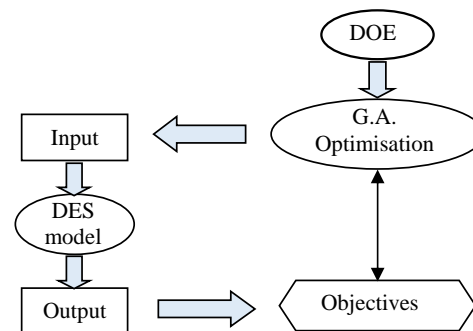 DOE
G.A.
Optimisation
Input
DES
model
Output
Objectives